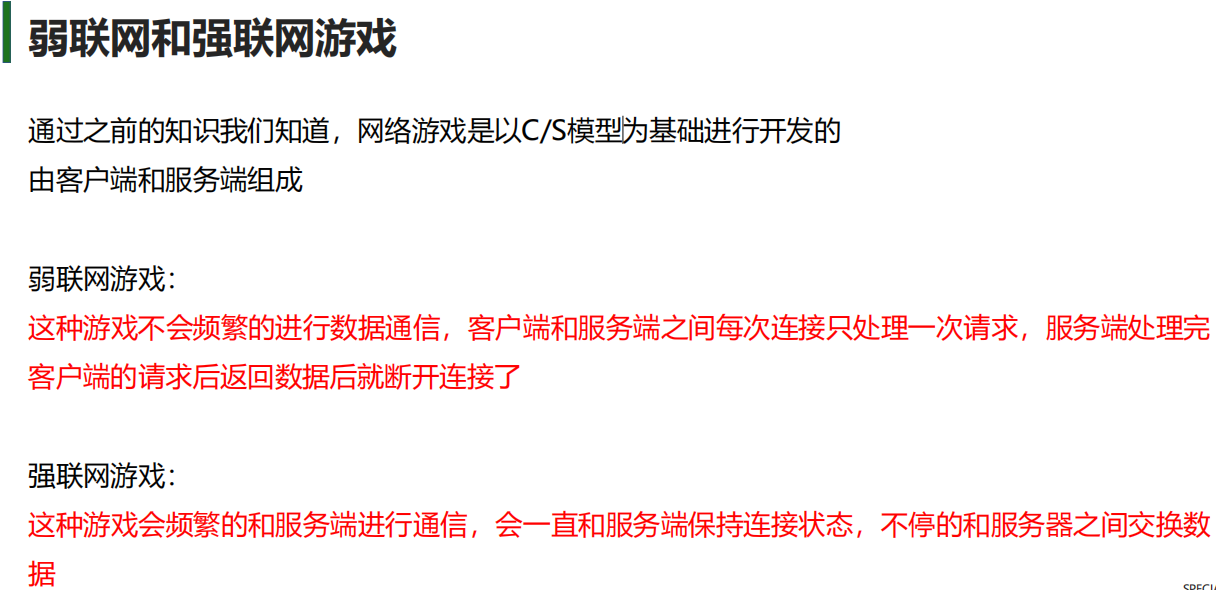 弱联网和强联网游戏
通过之前的知识我们知道，网络游戏是以C/S模型为基础进行开发的
由客户端和服务端组成
弱联网游戏：
这种游戏不会频繁的进行数据通信，客户端和服务端之间每次连接只处理一次请求，服务端处理完
客户端的请求后返回数据后就断开连接了
强联网游戏：
这种游戏会频繁的和服务端进行通信，会一直和服务端保持连接状态，不停的和服务器之间交换数
据